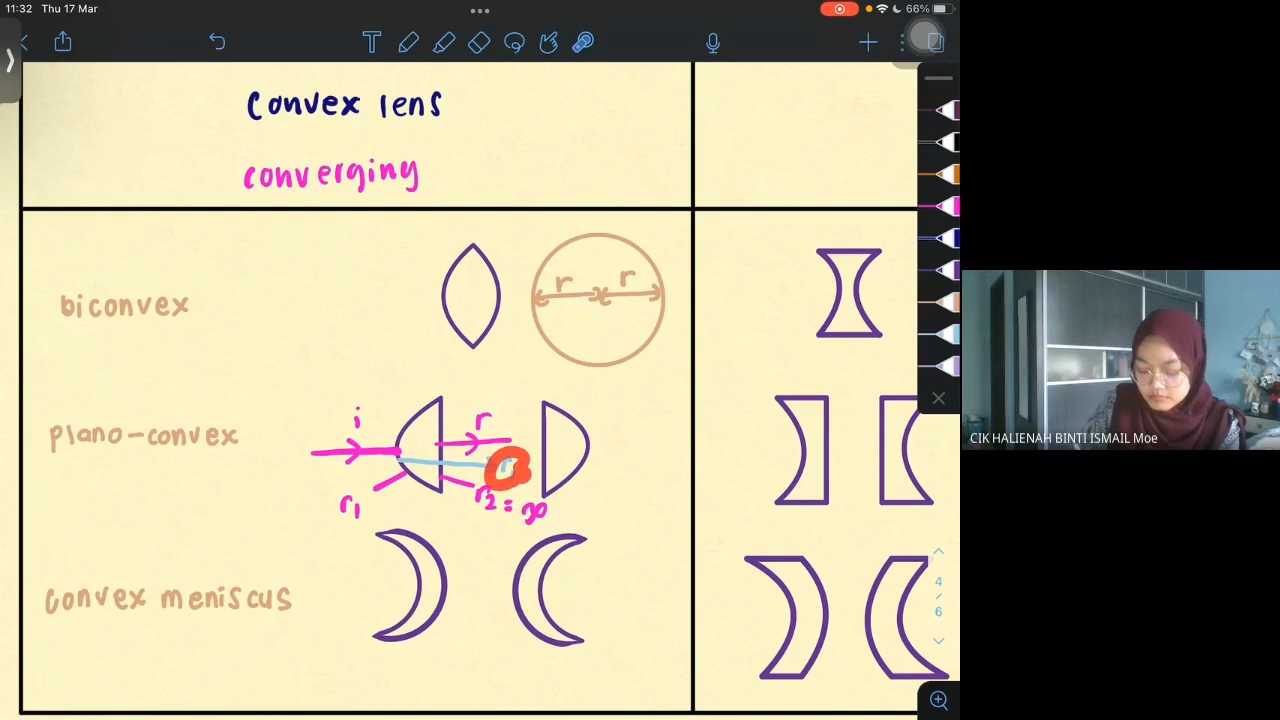 11:32 Thu 17 Mar
66%
T
convex lens
converging
biconvex
r r
plano-convex
i
r
r1
r2 = ∞
convex meniscus
4
/
6
CIK HALIENAH BINTI ISMAIL Moe